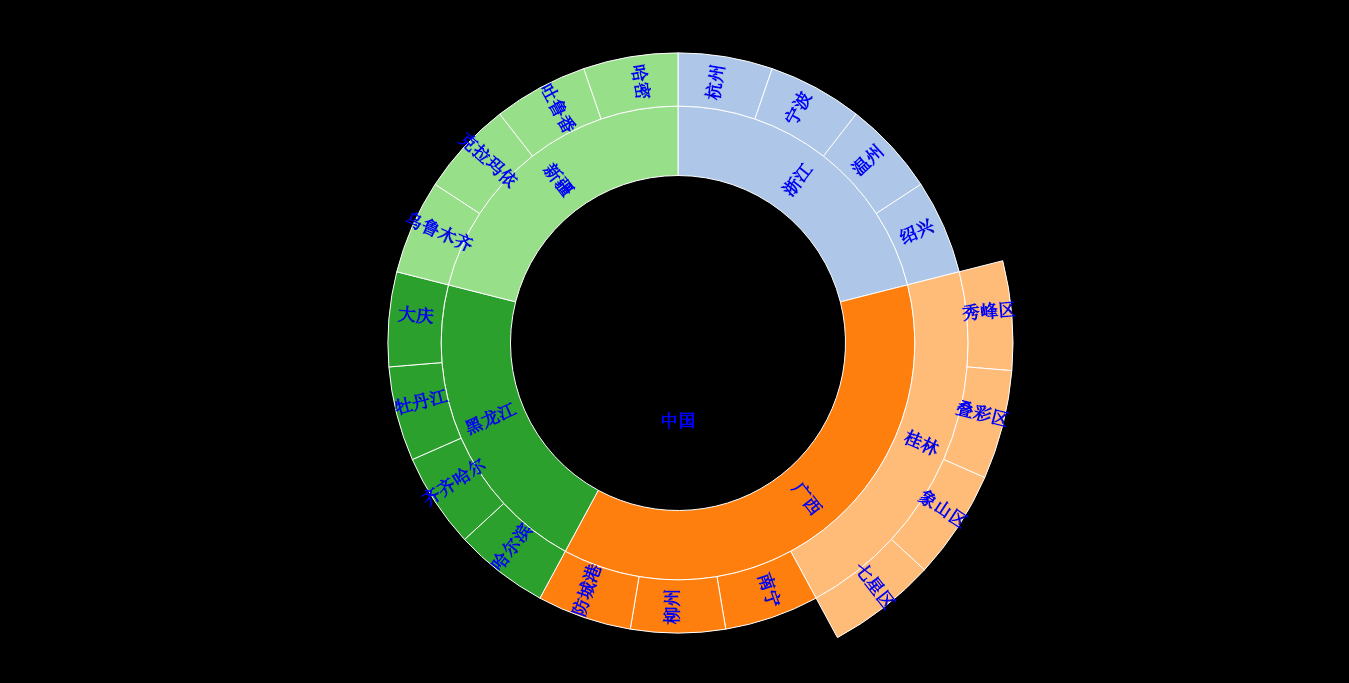 中国
浙江
杭州
宁波
温州
绍兴
广西
桂林
秀峰区
叠彩区
象山区
七星区
南宁
柳州
防城港
黑龙江
哈尔滨
齐齐哈尔
牡丹江
大庆
新疆
乌鲁木齐
克拉玛依
吐鲁番
哈密